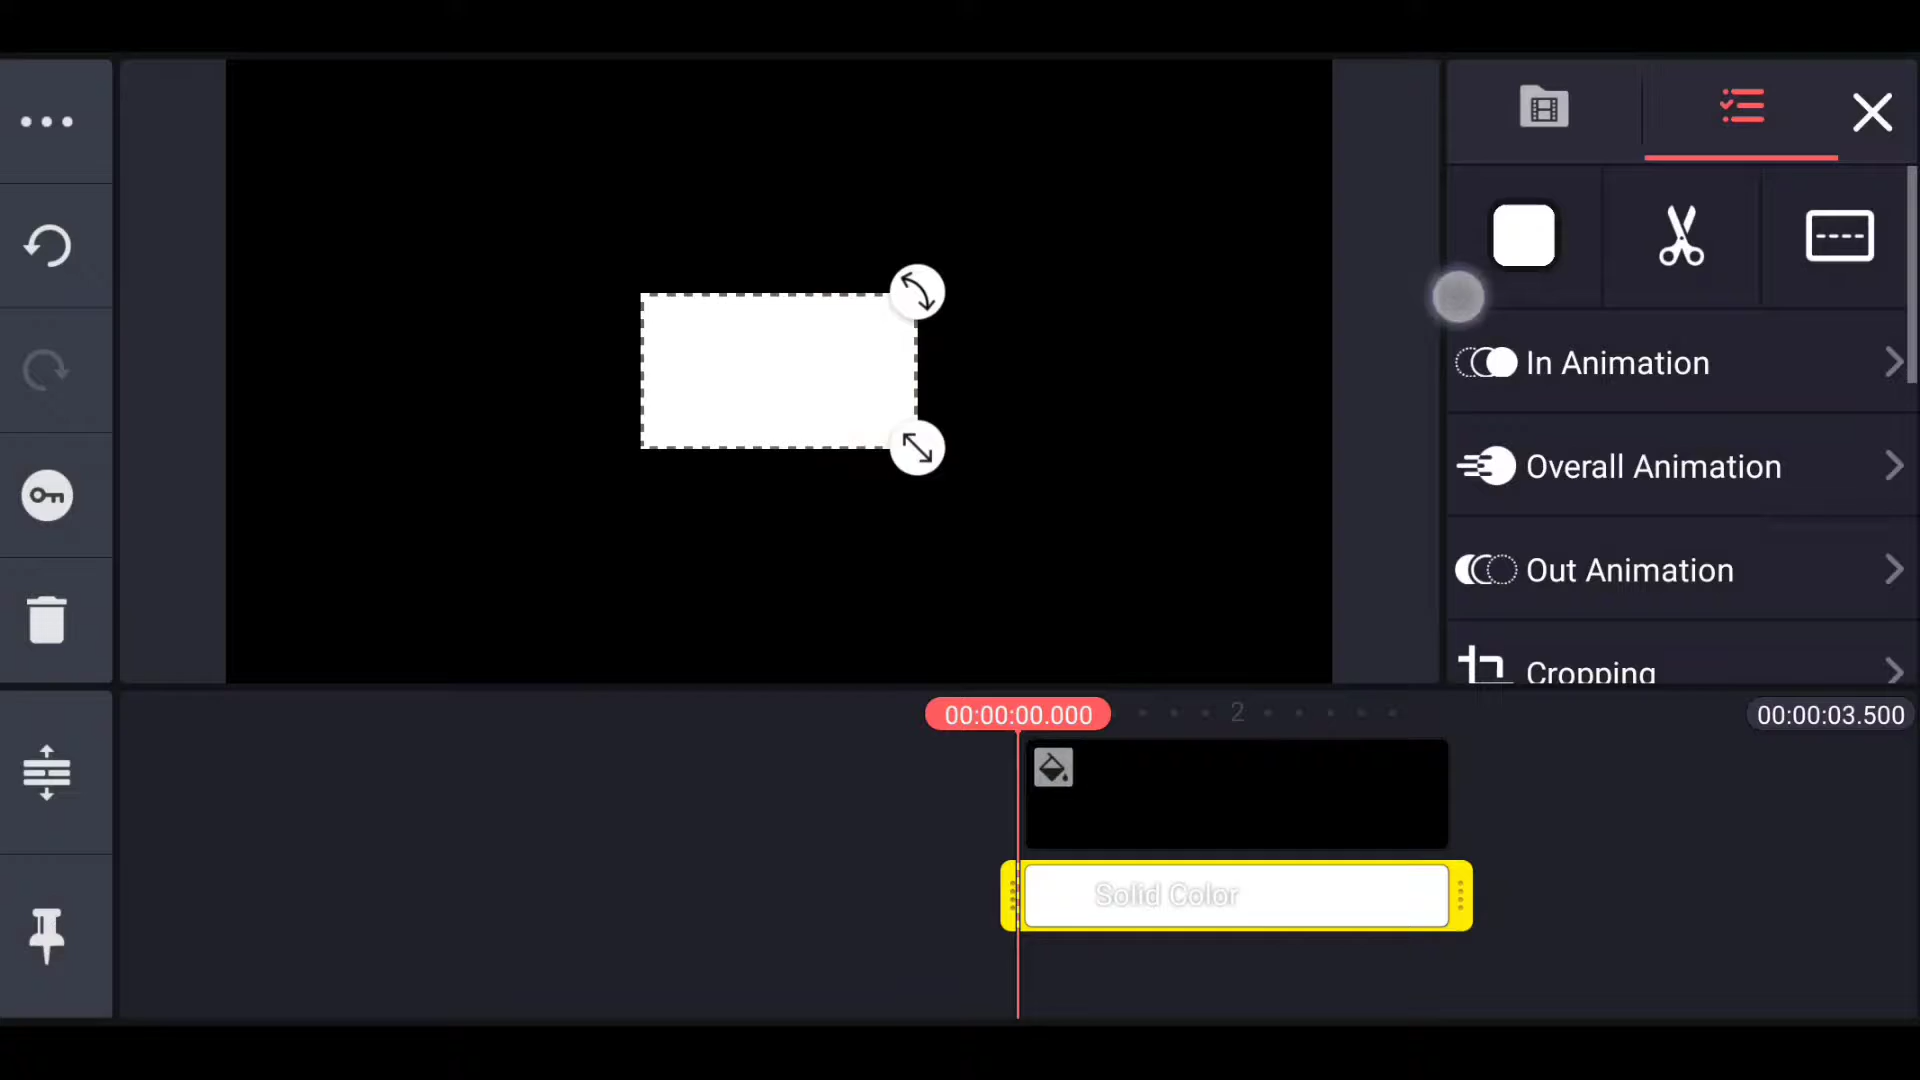 In Animation
Overall Animation
Out Animation
Cropping
00:00:00.000
2
00:00:03.500
Solid Color